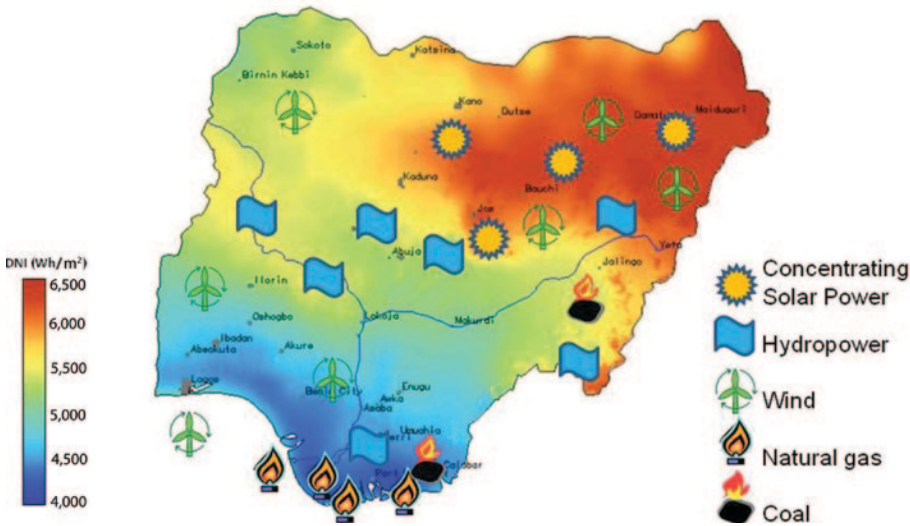 Sokoto
Katsina
Birnin Kebbi
Kano
Dutse
Maiduguri
Kaduna
Bauchi
Jos
Yola
Abuja
Jalingo
Ilorin
Lokoja
Makurdi
Oshogbo
Ibadan
Akure
Abeokuta
Lagos
Benin City
Enugu
Awka
Asaba
Umuahia
Calabar
DNI (Wh/m²)
6,500
6,000
5,500
5,000
4,500
4,000
Concentrating
Solar Power
Hydropower
Wind
Natural gas
Coal